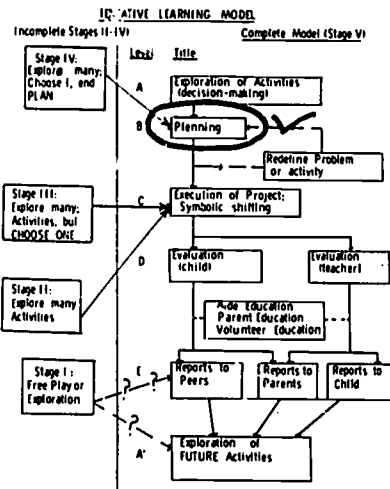 LEARNING MODEL
Incomplete Stages II-IV)
Complete Model (Stage V)
Level
Title
Stage IV:
Explore many;
Choose I, end
PLAN
A
Exploration of Activities
(decision-making)
B
Planning
Redefine Problem
or activity
Stage III:
Explore many;
Activities, but
CHOOSE ONE
C
Execution of Project;
Symbolic shifting
D
Evaluation
(child)
Evaluation
(teacher)
Stage II:
Explore many
Activities
Aide Education
Parent Education
Volunteer Education
Stage I:
Free Play or
Exploration
?
?
E
Reports to
Peers
Reports to
Parents
Reports to
Child
?
A'
Exploration of
FUTURE Activities